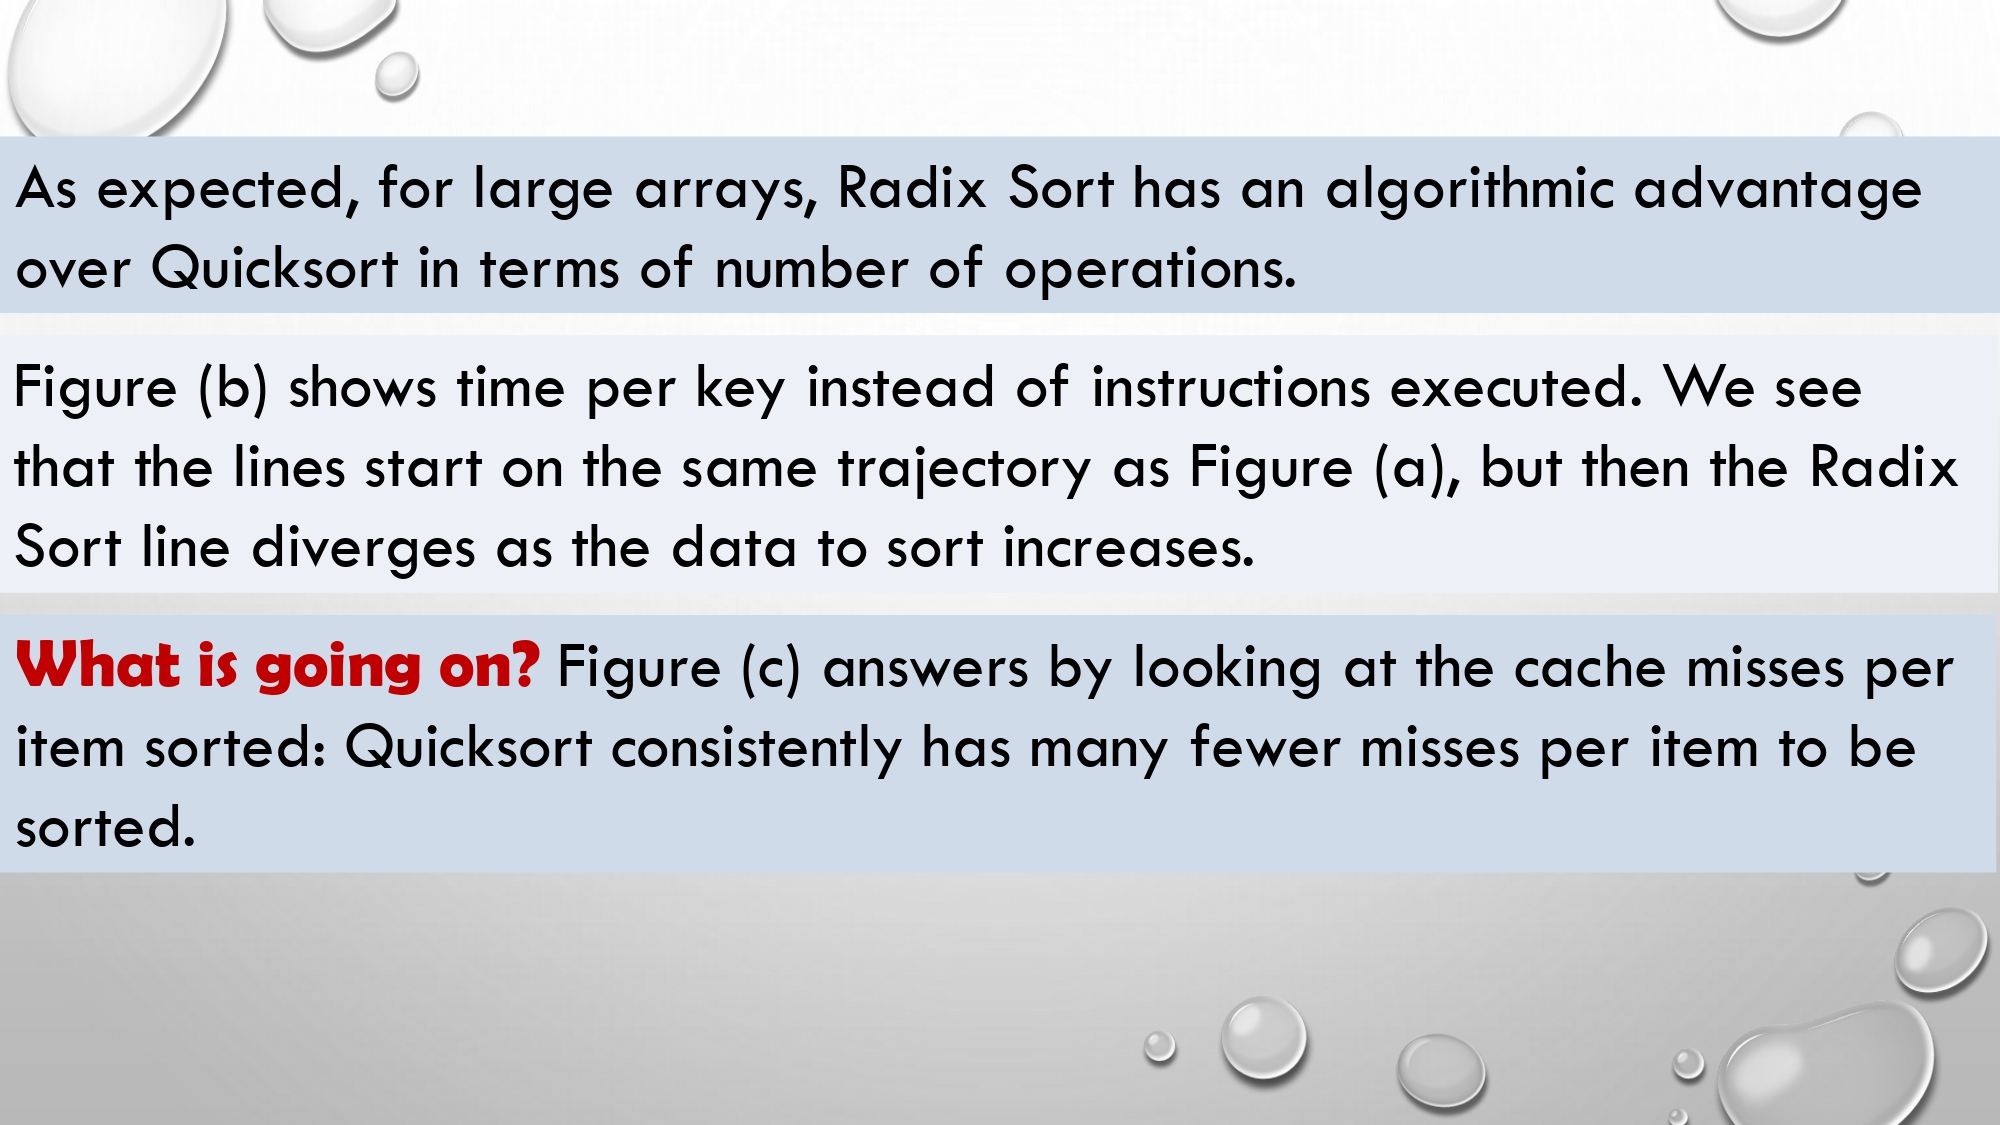 As expected, for large arrays, Radix Sort has an algorithmic advantage
over Quicksort in terms of number of operations.
Figure (b) shows time per key instead of instructions executed. We see
that the lines start on the same trajectory as Figure (a), but then the Radix
Sort line diverges as the data to sort increases.
What is going on? Figure (c) answers by looking at the cache misses per
item sorted: Quicksort consistently has many fewer misses per item to be
sorted.